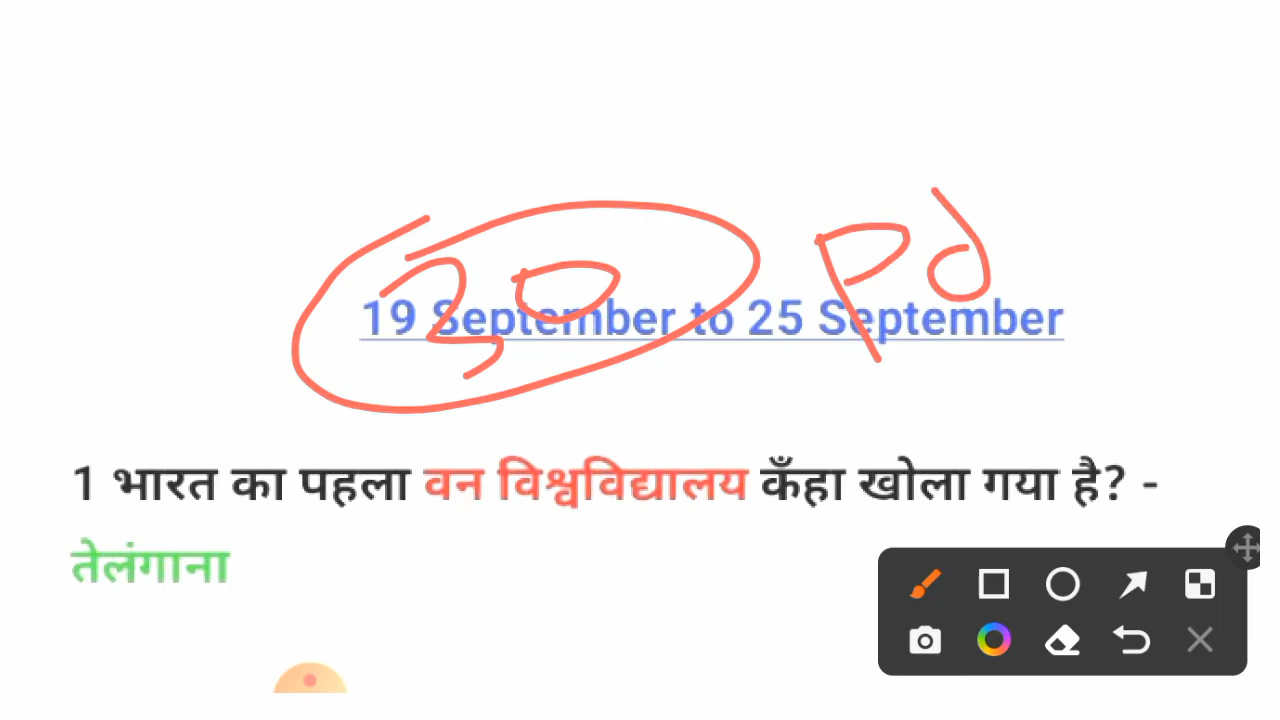 30 Pd
19 September to 25 September
1 भारत का पहला वन विश्वविद्यालय कँहा खोला गया है? -
तेलंगाना